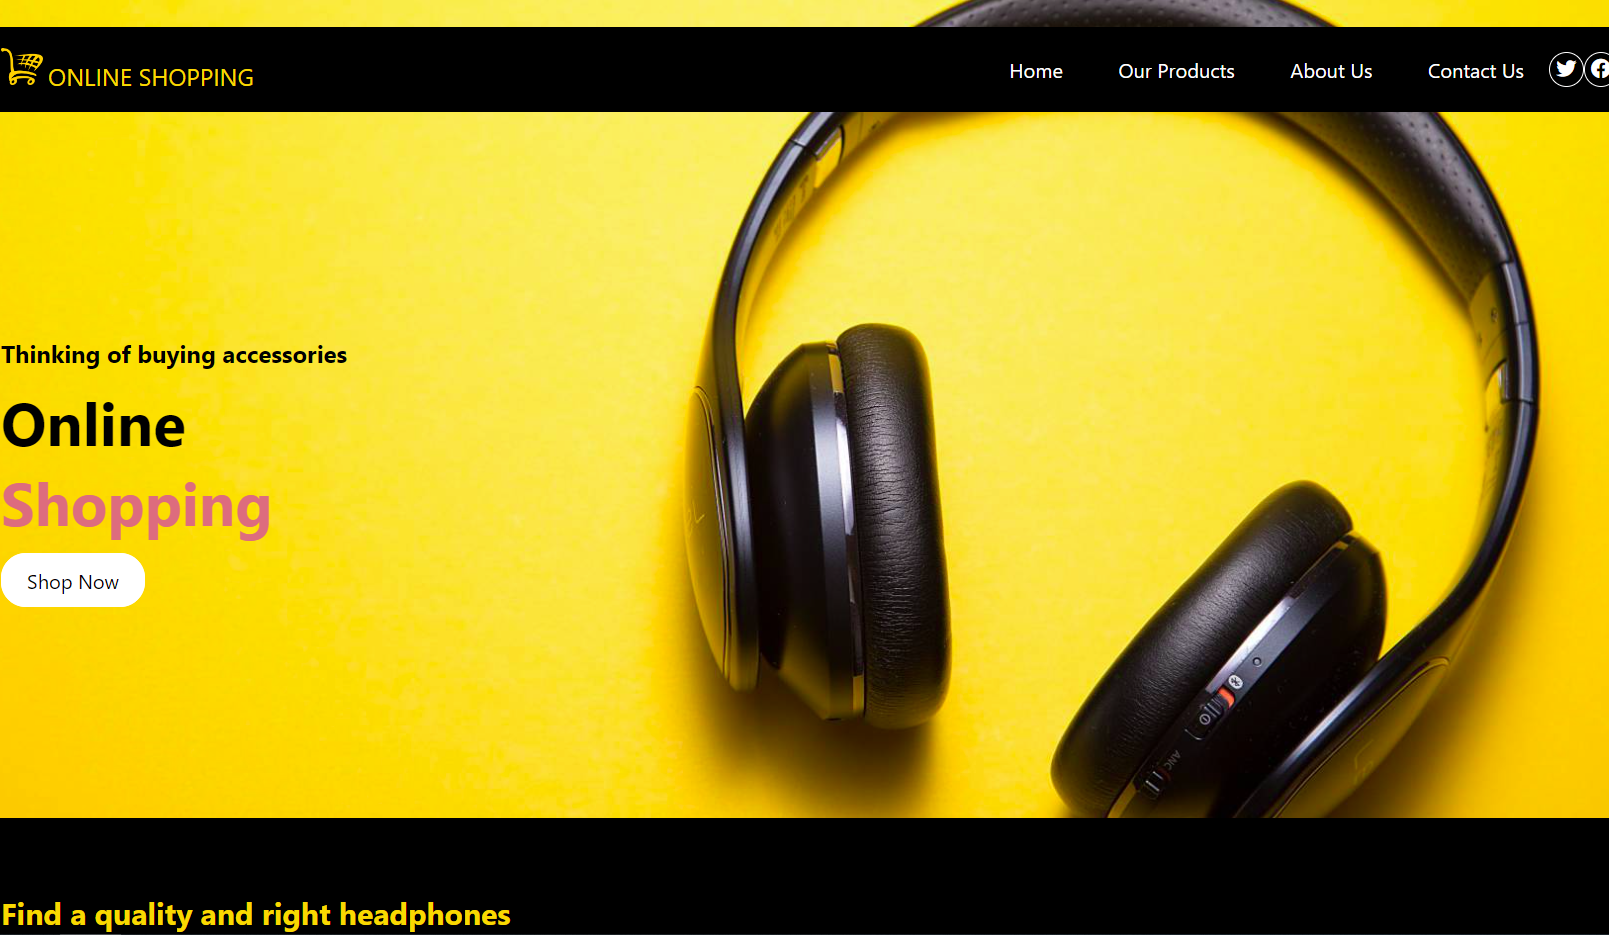 ONLINE SHOPPING
Home Our Products About Us Contact Us
Thinking of buying accessories
Online
Shopping
Shop Now
ANC
Find a quality and right headphones